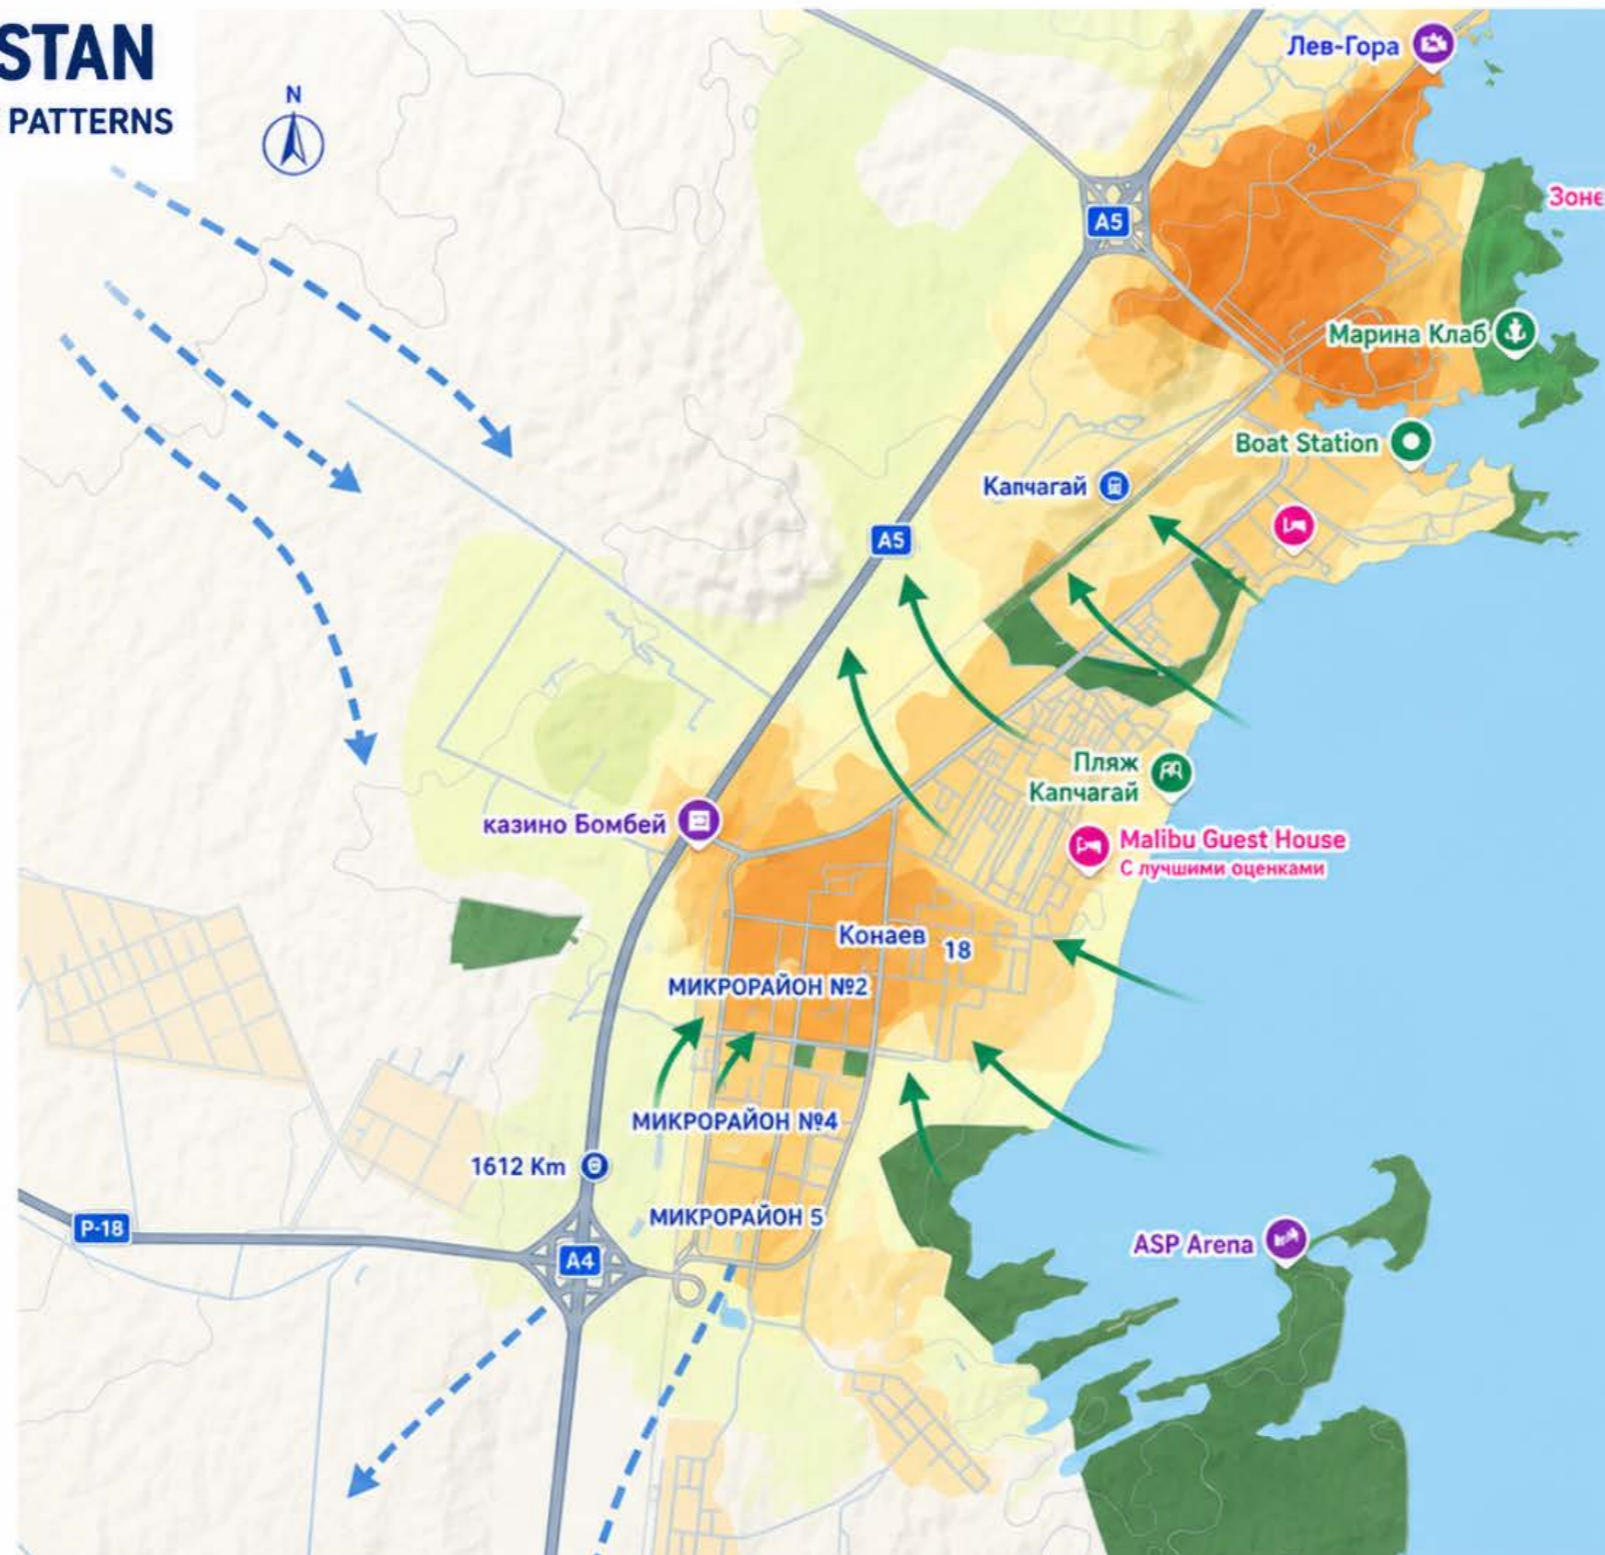 STAN
PATTERNS
N
Лев-Гора
A5
Зоне
Марина Клаб
Boat Station
Капчагай
A5
Пляж
Капчагай
казино Бомбей
Malibu Guest House
С лучшими оценками
Конаев
18
МИКРОРАЙОН №2
МИКРОРАЙОН №4
1612 Km
МИКРОРАЙОН 5
P-18
A4
ASP Arena